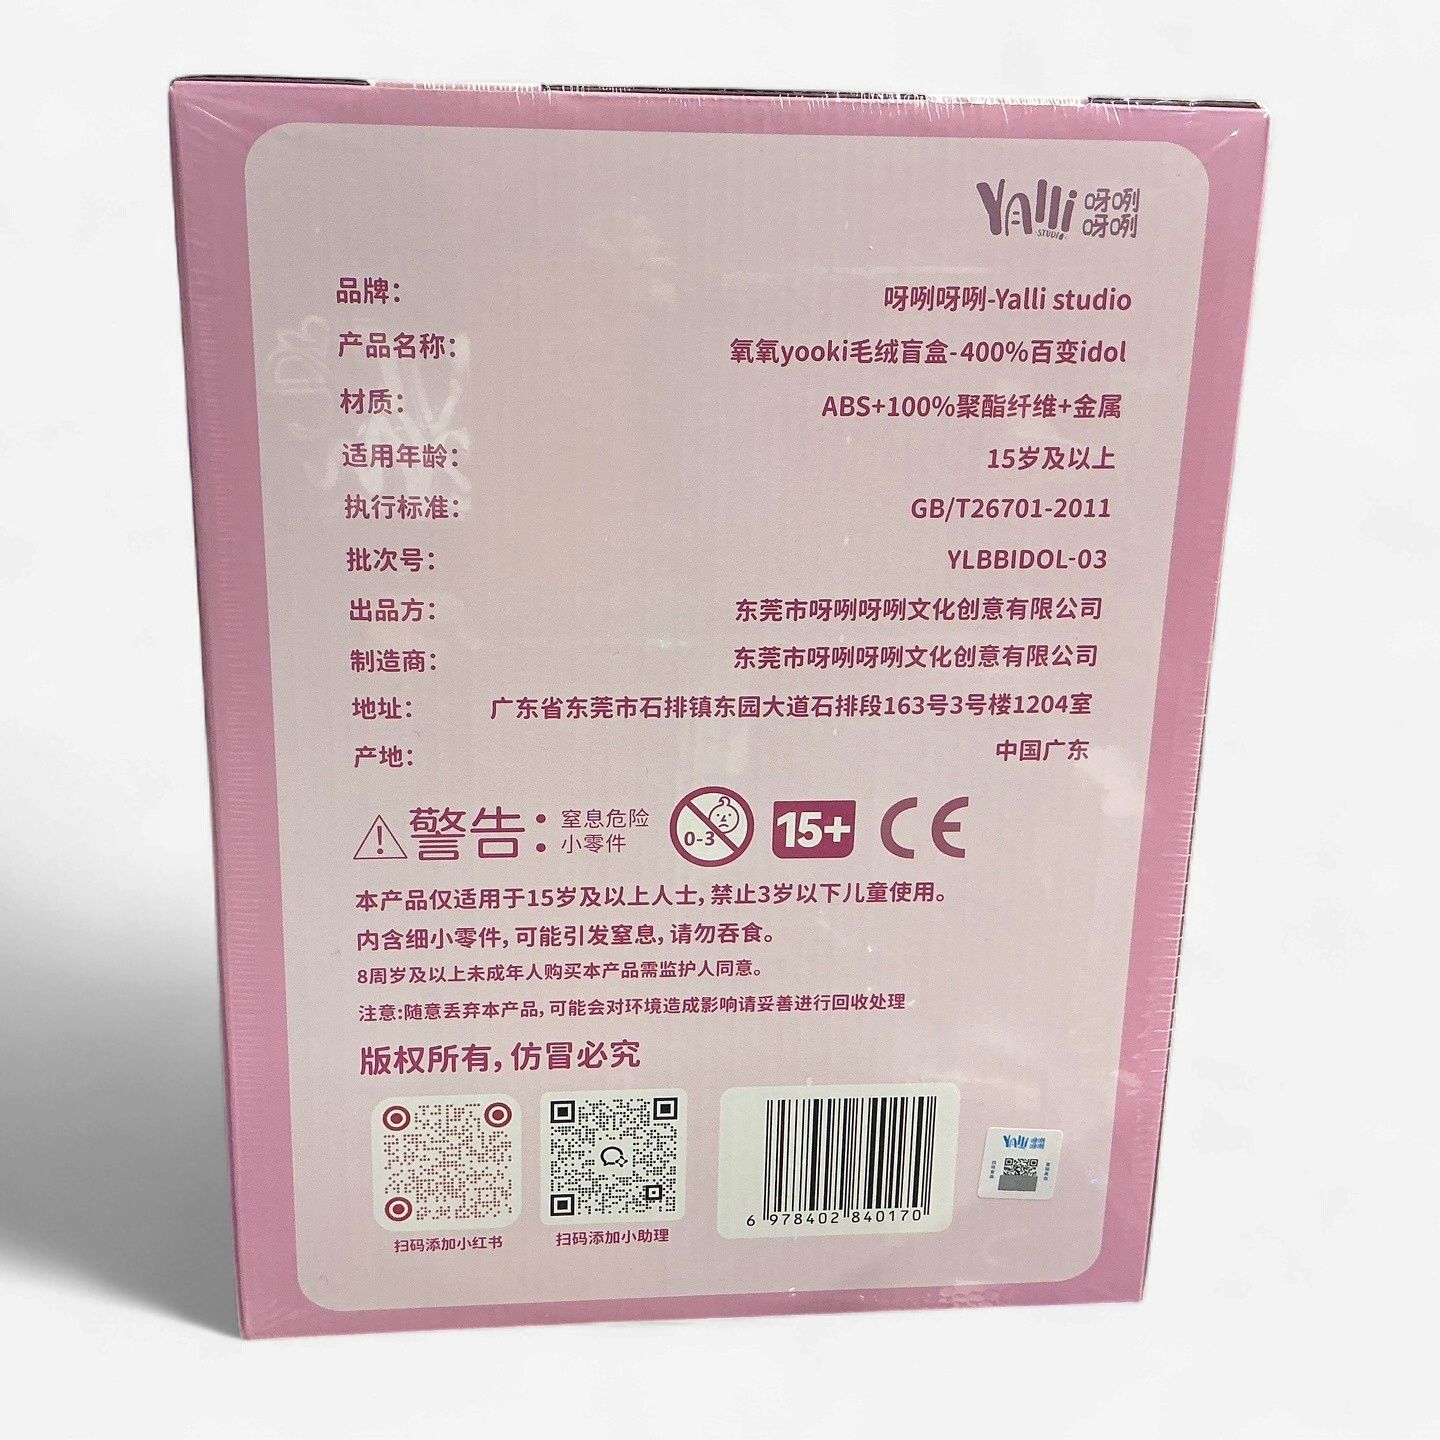 Yalli 呀咧
STUDIO 呀咧
品牌： 呀咧呀咧-Yalli studio
产品名称： 氧氧yooki毛绒盲盒-400%百变idol
材质： ABS+100%聚酯纤维+金属
适用年龄： 15岁及以上
执行标准： GB/T26701-2011
批次号： YLBBIDOL-03
出品方： 东莞市呀咧呀咧文化创意有限公司
制造商： 东莞市呀咧呀咧文化创意有限公司
地址： 广东省东莞市石排镇东园大道石排段163号3号楼1204室
产地： 中国广东
警告：窒息危险
小零件
0-3
15+
CE
本产品仅适用于15岁及以上人士，禁止3岁以下儿童使用。
内含细小零件，可能引发窒息，请勿吞食。
8周岁及以上未成年人购买本产品需监护人同意。
注意:随意丢弃本产品，可能会对环境造成影响请妥善进行回收处理
版权所有，仿冒必究
扫码添加小红书
扫码添加小助理
6 978402 840170
Yalli 呀咧呀咧